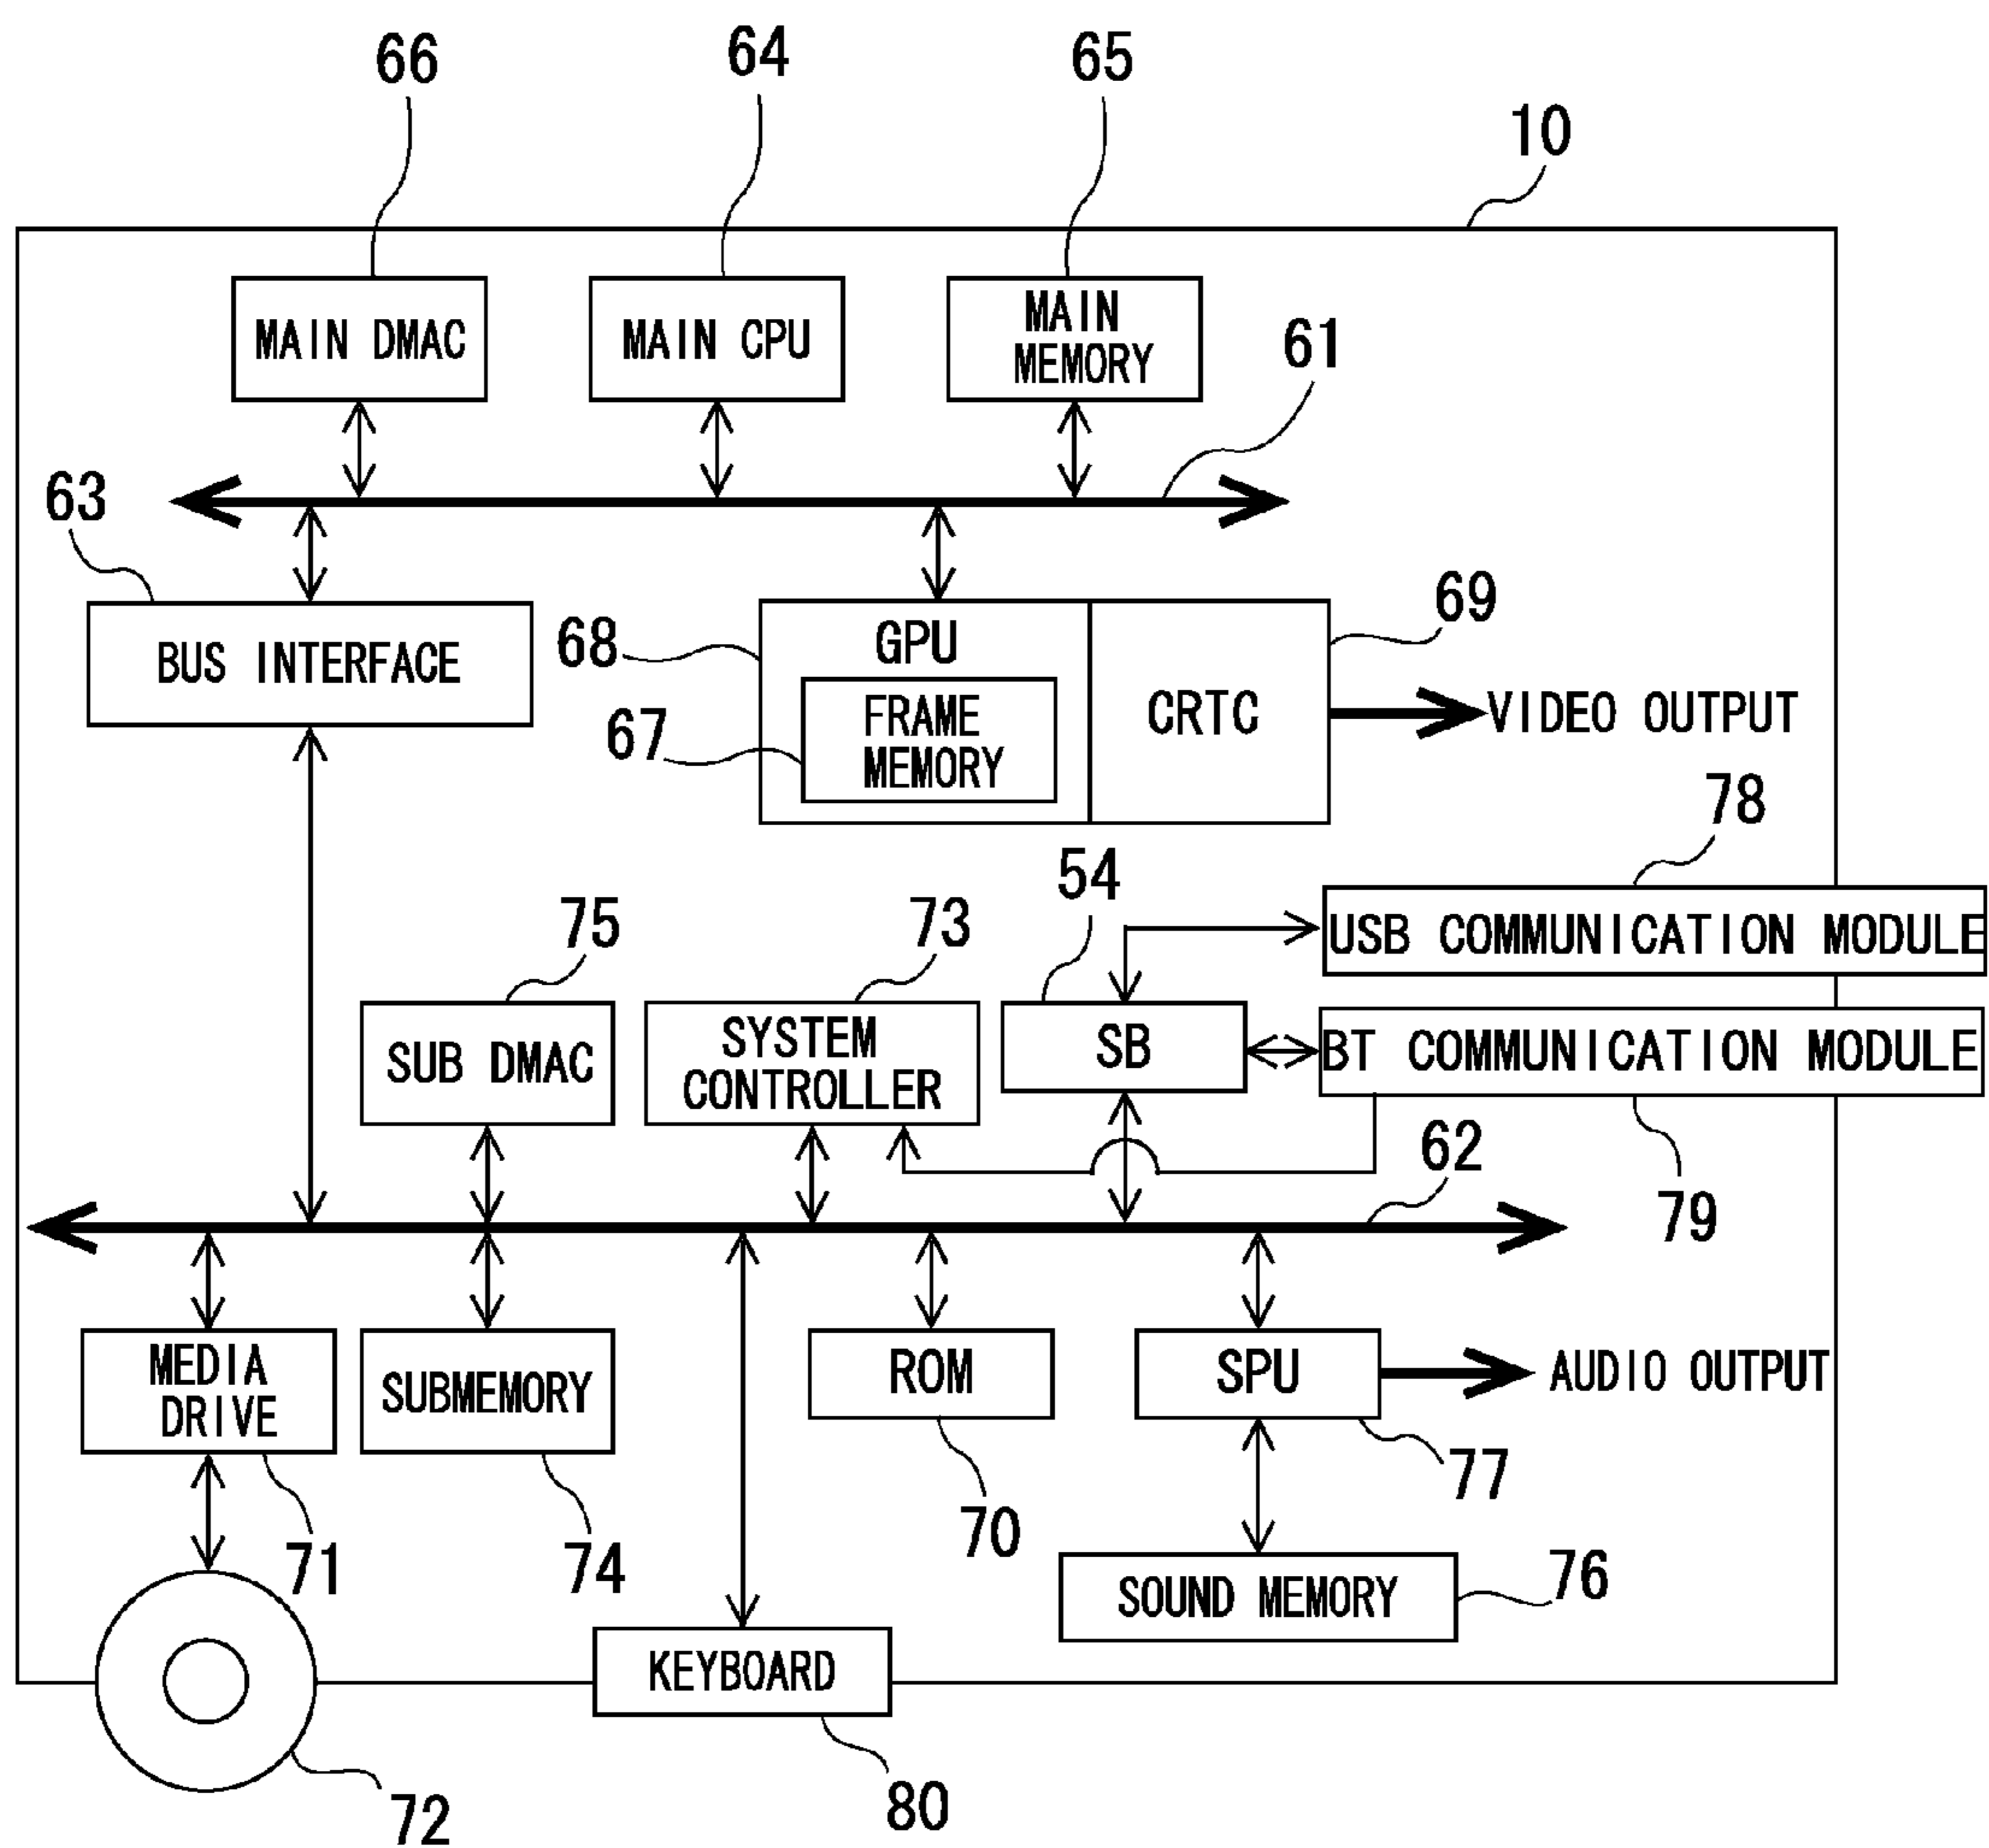 66
64
65
10
MAIN DMAC
MAIN CPU
MAIN
MEMORY
61
63
BUS INTERFACE
68
GPU
67
FRAME
MEMORY
CRTC
69
VIDEO OUTPUT
78
54
75
73
USB COMMUNICATION MODULE
SUB DMAC
SYSTEM
CONTROLLER
SB
BT COMMUNICATION MODULE
62
79
MEDIA
DRIVE
SUBMEMORY
ROM
SPU
AUDIO OUTPUT
77
70
71
74
SOUND MEMORY
76
KEYBOARD
72
80